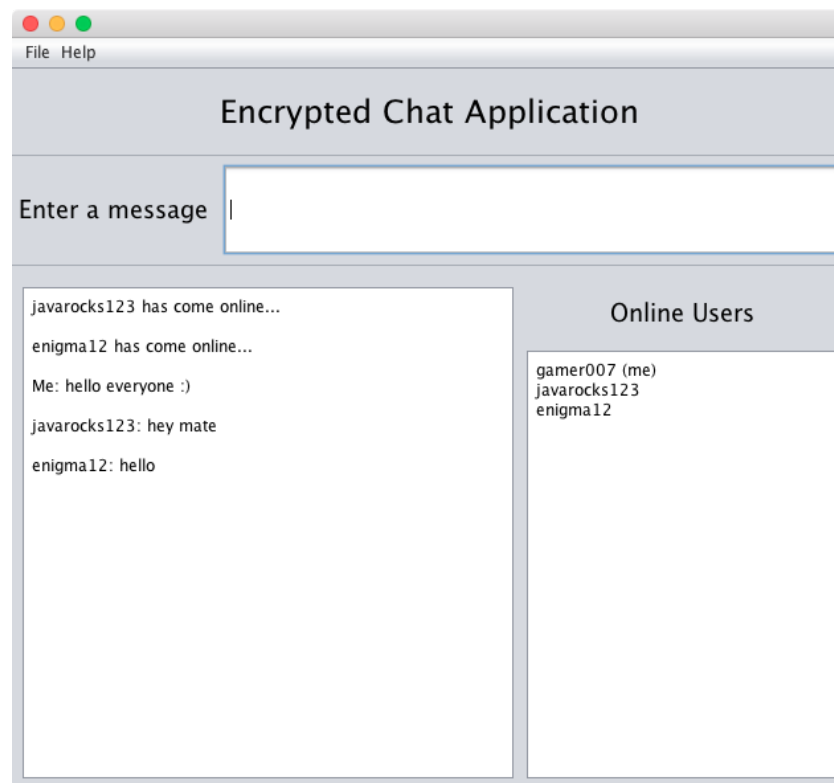 File Help
Encrypted Chat Application
Enter a message
javarocks123 has come online...
enigma12 has come online...
Me: hello everyone :)
javarocks123: hey mate
enigma12: hello
Online Users
gamer007 (me)
javarocks123
enigma12